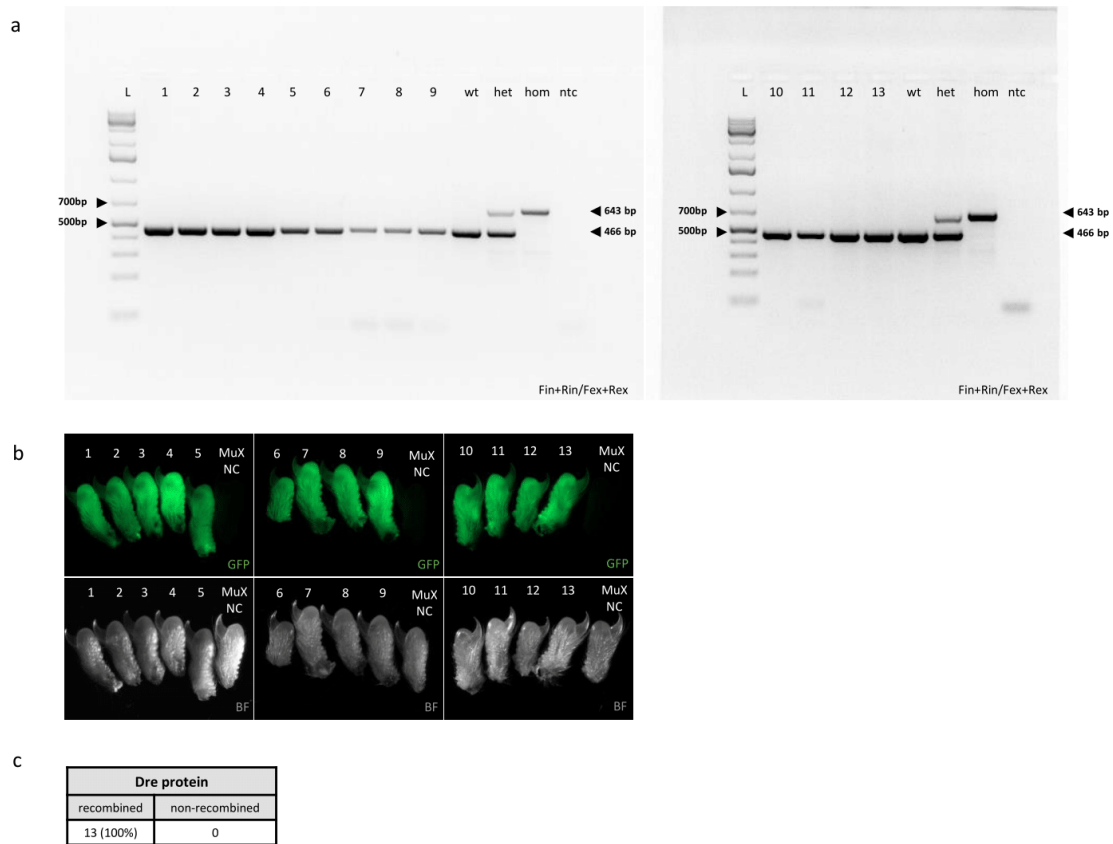 a
L 1 2 3 4 5 6 7 8 9 wt het hom ntc
700bp
500bp
643 bp
466 bp
Fin+Rin/Fex+Rex
L 10 11 12 13 wt het hom ntc
700bp
500bp
643 bp
466 bp
Fin+Rin/Fex+Rex
b
1 2 3 4 5 MuX
NC
GFP
6 7 8 9 MuX
NC
GFP
10 11 12 13 MuX
NC
GFP
1 2 3 4 5 MuX
NC
BF
6 7 8 9 MuX
NC
BF
10 11 12 13 MuX
NC
BF
c
Dre protein
recombined non-recombined
13 (100%) 0